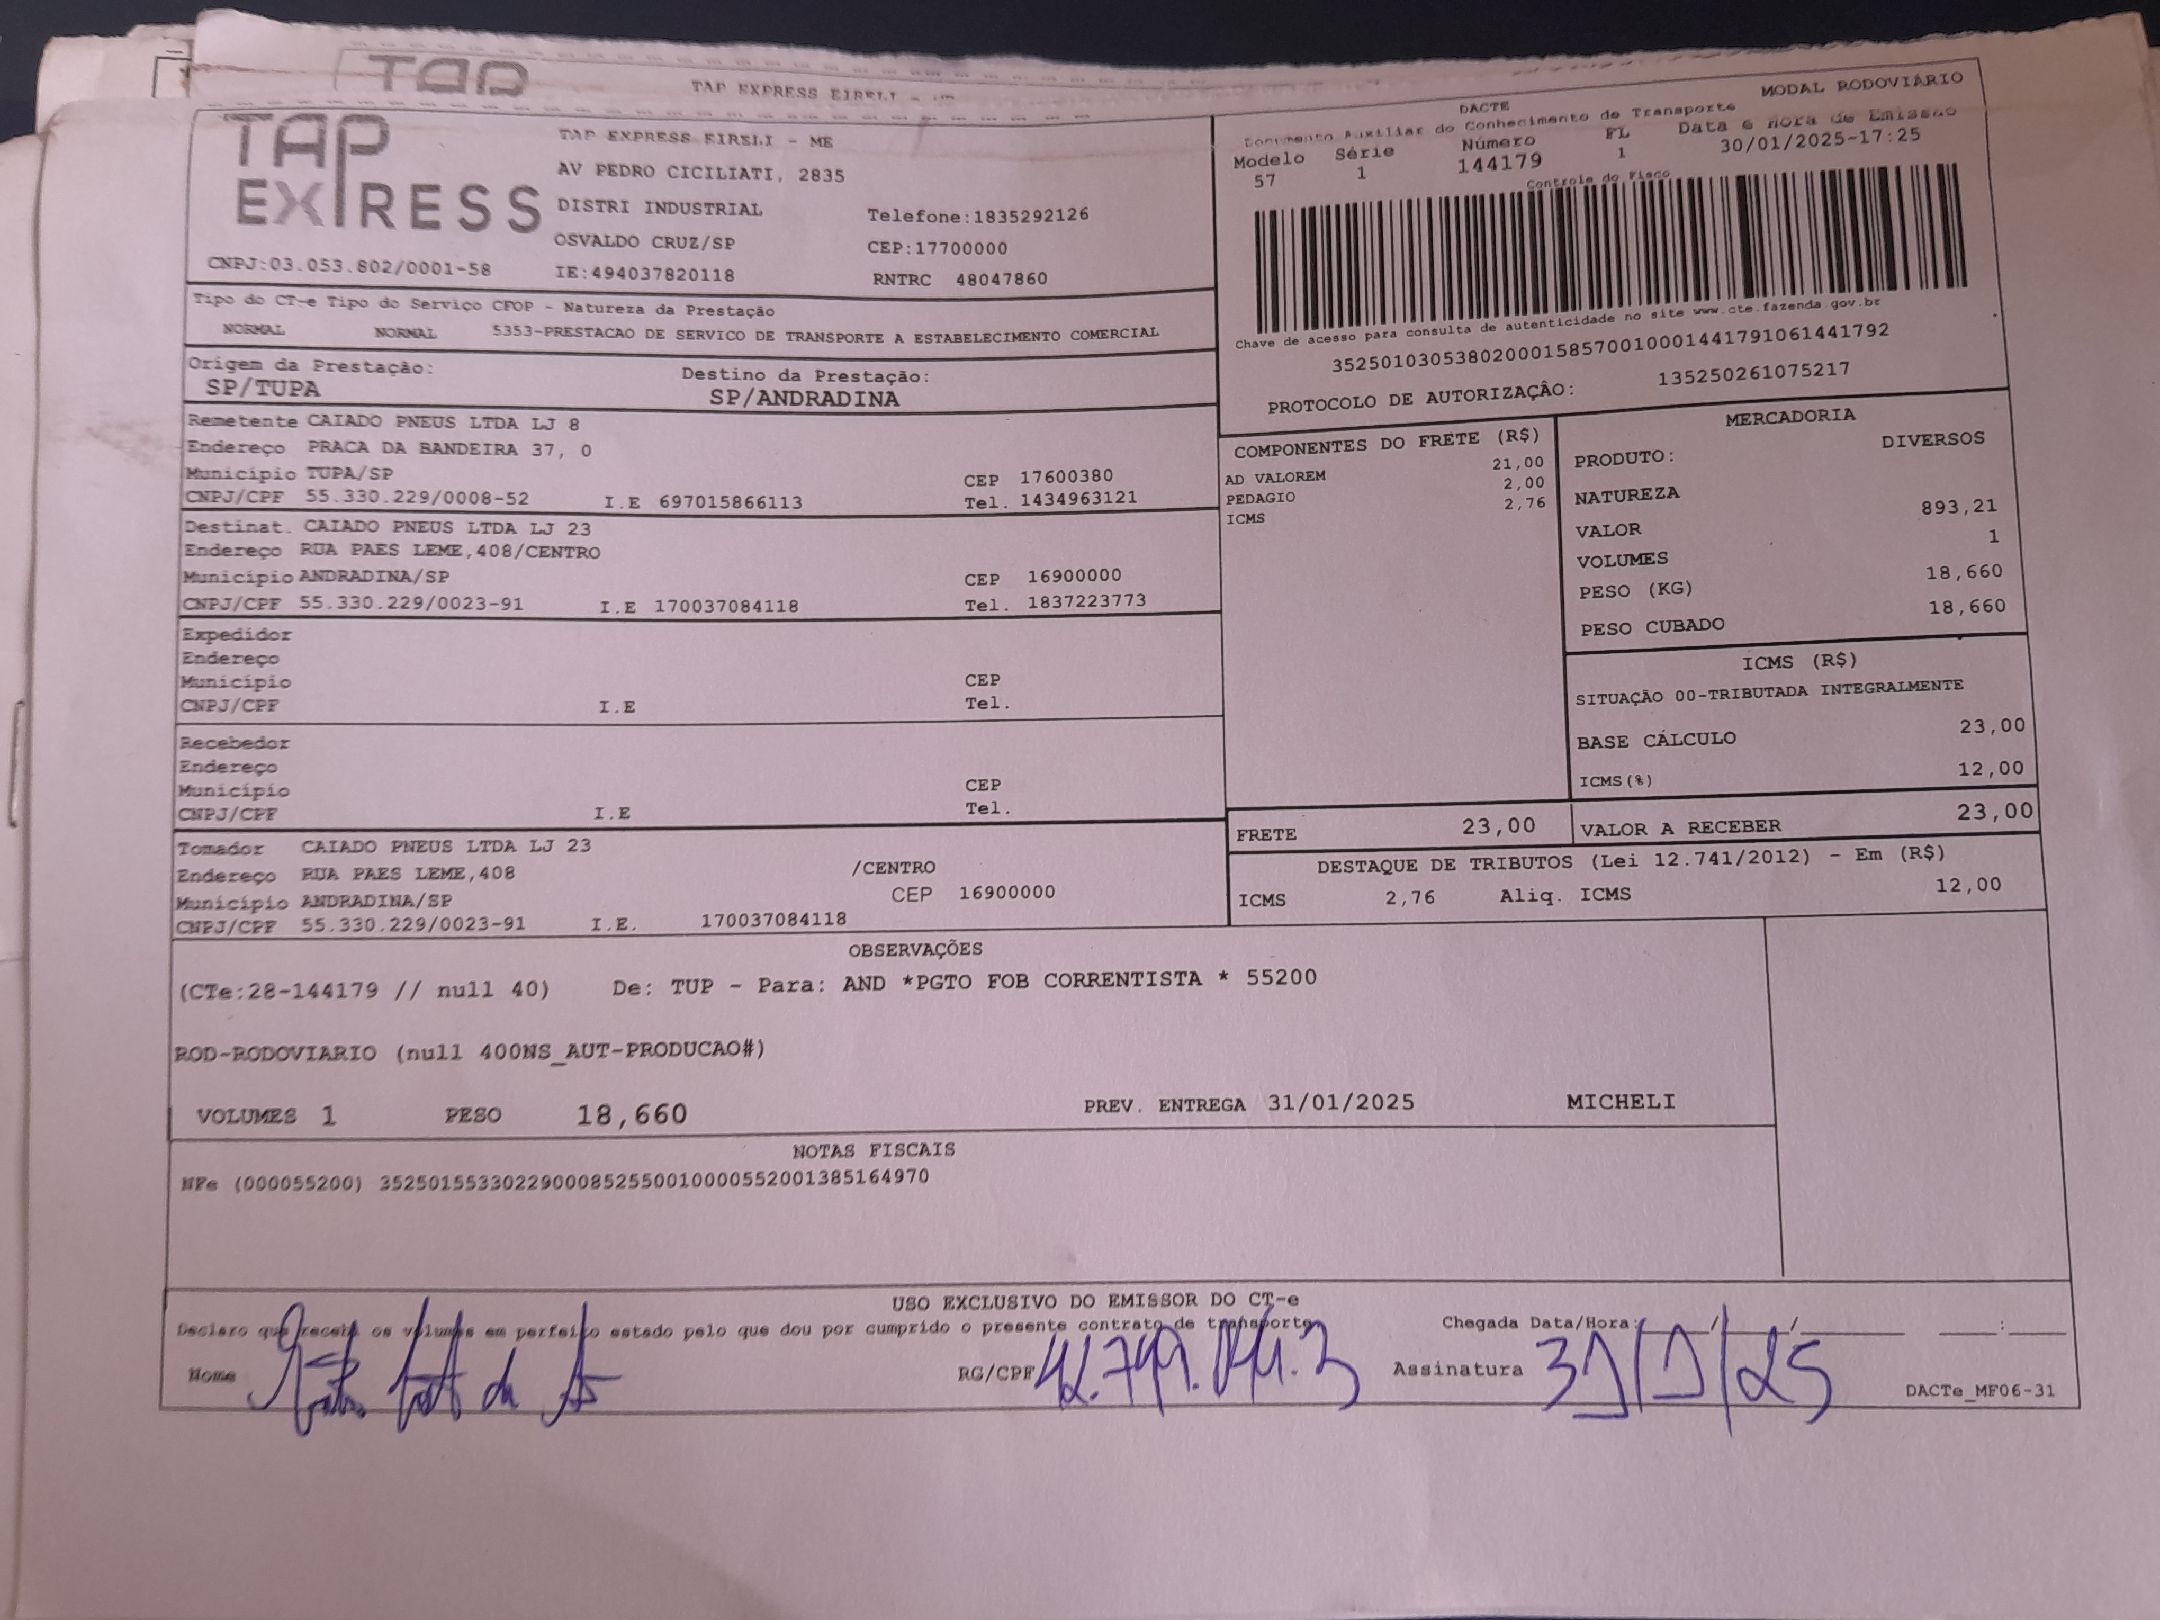 TAP
TAP EXPRESS EIRELI - ME
TAP EXPRESS
TAP EXPRESS EIRELI - ME
AV PEDRO CICILIATI, 2835
DISTRI INDUSTRIAL
Telefone:1835292126
OSVALDO CRUZ/SP
CEP:17700000
CNPJ:03.053.802/0001-58
IE:494037820118
RNTRC 48047860
MODAL RODOVIÁRIO
DACTE
Documento Auxiliar do Conhecimento de Transporte
Modelo Série Número FL Data e Hora de Emissão
57 1 144179 1 30/01/2025-17:25
Controle do Fisco
Chave de acesso para consulta de autenticidade no site www.cte.fazenda.gov.br
35250103053802000158570010001441791061441792
PROTOCOLO DE AUTORIZAÇÂO: 135250261075217
Tipo do CT-e Tipo do Serviço CFOP - Natureza da Prestação
NORMAL NORMAL 5353-PRESTACAO DE SERVICO DE TRANSPORTE A ESTABELECIMENTO COMERCIAL
Origem da Prestação: Destino da Prestação:
SP/TUPA SP/ANDRADINA
Remetente CAIADO PNEUS LTDA LJ 8
Endereço PRACA DA BANDEIRA 37, 0
Município TUPA/SP CEP 17600380
CNPJ/CPF 55.330.229/0008-52 I.E 697015866113 Tel. 1434963121
Destinat. CAIADO PNEUS LTDA LJ 23
Endereço RUA PAES LEME,408/CENTRO
Município ANDRADINA/SP CEP 16900000
CNPJ/CPF 55.330.229/0023-91 I.E 170037084118 Tel. 1837223773
Expedidor
Endereço
Município CEP
CNPJ/CPF I.E Tel.
Recebedor
Endereço
Município CEP
CNPJ/CPF I.E Tel.
Tomador CAIADO PNEUS LTDA LJ 23
Endereço RUA PAES LEME,408 /CENTRO
Município ANDRADINA/SP CEP 16900000
CNPJ/CPF 55.330.229/0023-91 I.E. 170037084118
COMPONENTES DO FRETE (R$)
AD VALOREM 21,00
PEDAGIO 2,00
ICMS 2,76
MERCADORIA
PRODUTO: DIVERSOS
NATUREZA
VALOR 893,21
VOLUMES 1
PESO (KG) 18,660
PESO CUBADO 18,660
ICMS (R$)
SITUAÇÃO 00-TRIBUTADA INTEGRALMENTE
BASE CÁLCULO 23,00
ICMS(%) 12,00
FRETE 23,00 VALOR A RECEBER 23,00
DESTAQUE DE TRIBUTOS (Lei 12.741/2012) - Em (R$)
ICMS 2,76 Aliq. ICMS 12,00
OBSERVAÇÕES
(CTe:28-144179 // null 40) De: TUP - Para: AND *PGTO FOB CORRENTISTA * 55200
ROD-RODOVIARIO (null 400NS_AUT-PRODUCAO#)
VOLUMES 1 PESO 18,660 PREV. ENTREGA 31/01/2025 MICHELI
NOTAS FISCAIS
NFe (000055200) 35250155330229000852550010000552001385164970
USO EXCLUSIVO DO EMISSOR DO CT-e
Declaro que recebi os volumes em perfeito estado pelo que dou por cumprido o presente contrato de transporte
Chegada Data/Hora:___/___/___ __:__
Nome RG/CPF Assinatura 31/1/25
DACTe_MF06-31